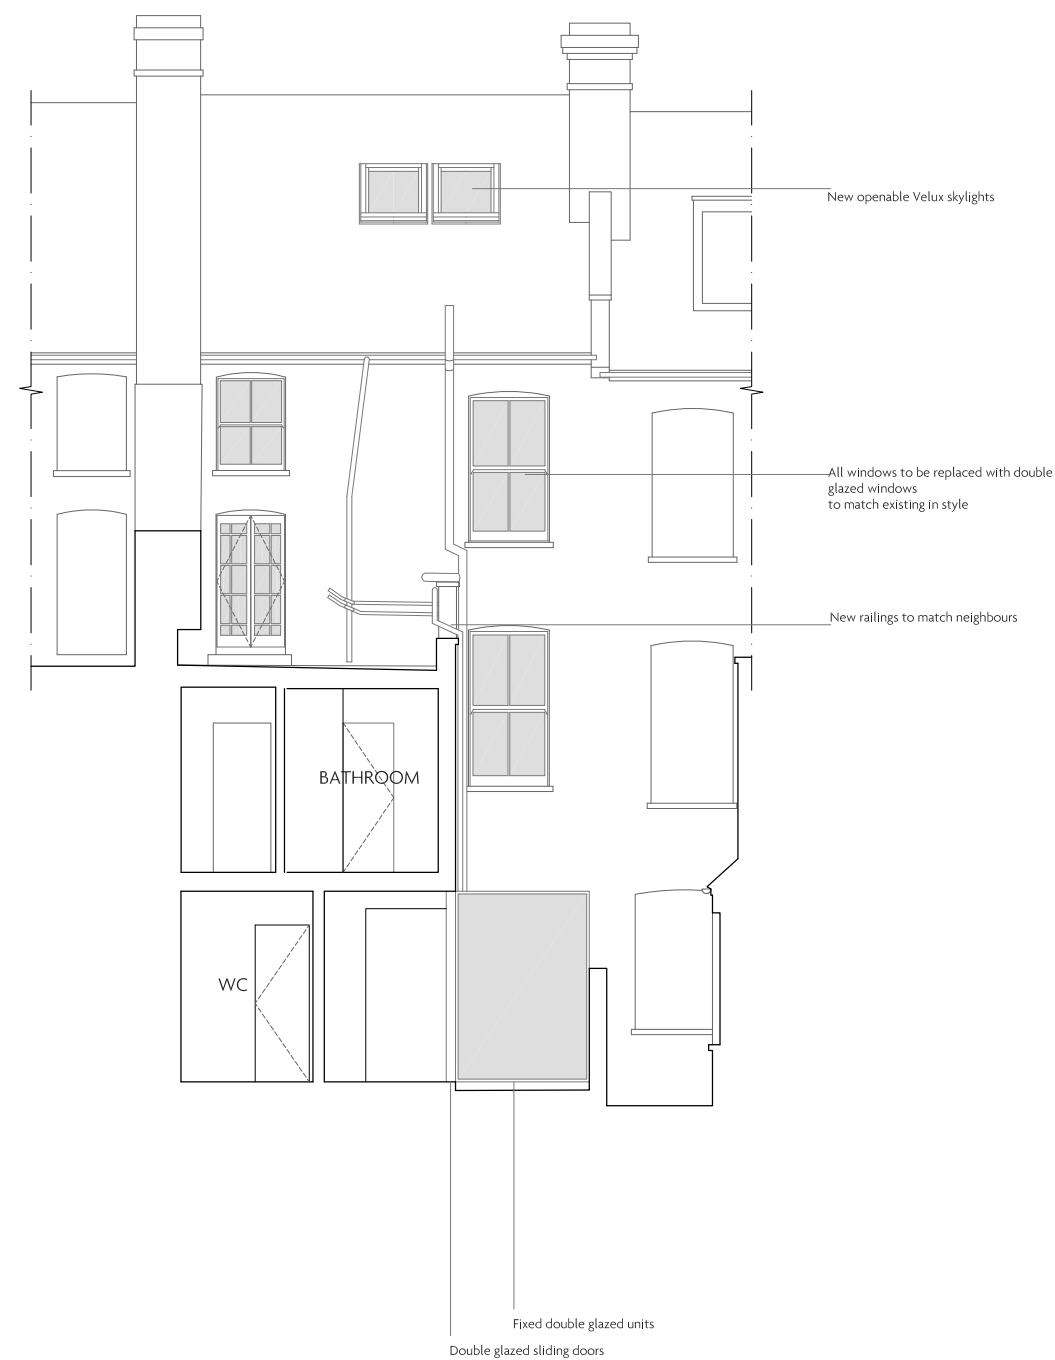 New openable Velux skylights
All windows to be replaced with double
glazed windows
to match existing in style
New railings to match neighbours
BATHROOM
WC
Fixed double glazed units
Double glazed sliding doors